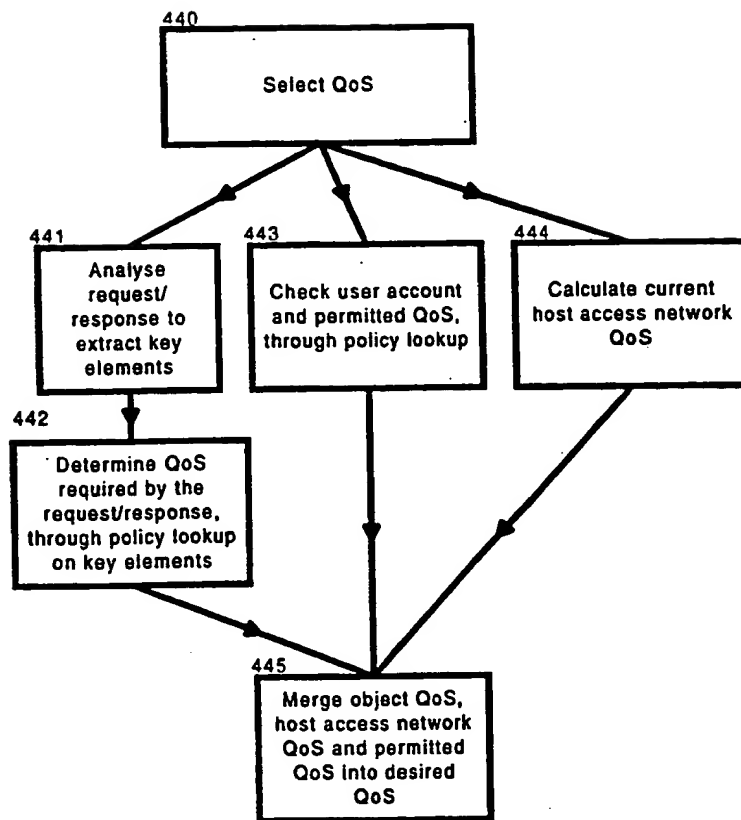 440
Select QoS
441
Analyse
request/
response to
extract key
elements
443
Check user account
and permitted QoS,
through policy lookup
444
Calculate current
host access network
QoS
442
Determine QoS
required by the
request/response,
through policy lookup
on key elements
445
Merge object QoS,
host access network
QoS and permitted
QoS into desired
QoS